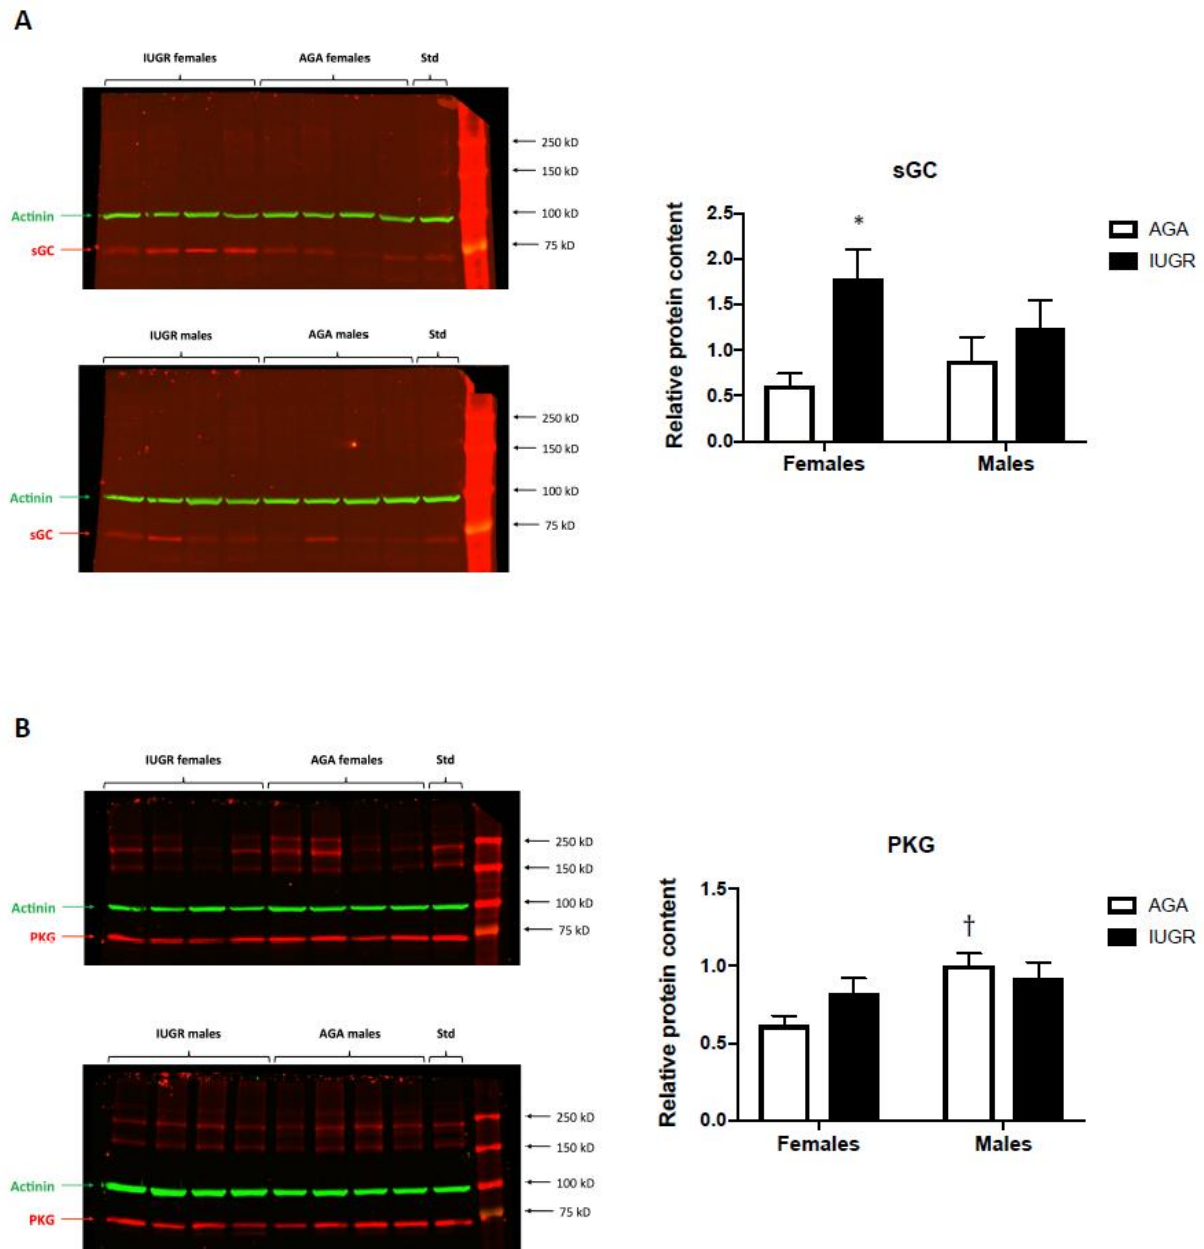 A
IUGR females AGA females Std
250 kD
150 kD
Actinin
100 kD
sGC
75 kD
IUGR males AGA males Std
250 kD
150 kD
Actinin
100 kD
sGC
75 kD
sGC
Relative protein content
2.5
2.0
1.5
1.0
0.5
0.0
*
Females Males
AGA
IUGR
B
IUGR females AGA females Std
250 kD
150 kD
Actinin
100 kD
PKG
75 kD
IUGR males AGA males Std
250 kD
150 kD
Actinin
100 kD
PKG
75 kD
PKG
Relative protein content
1.5
1.0
0.5
0.0
†
Females Males
AGA
IUGR